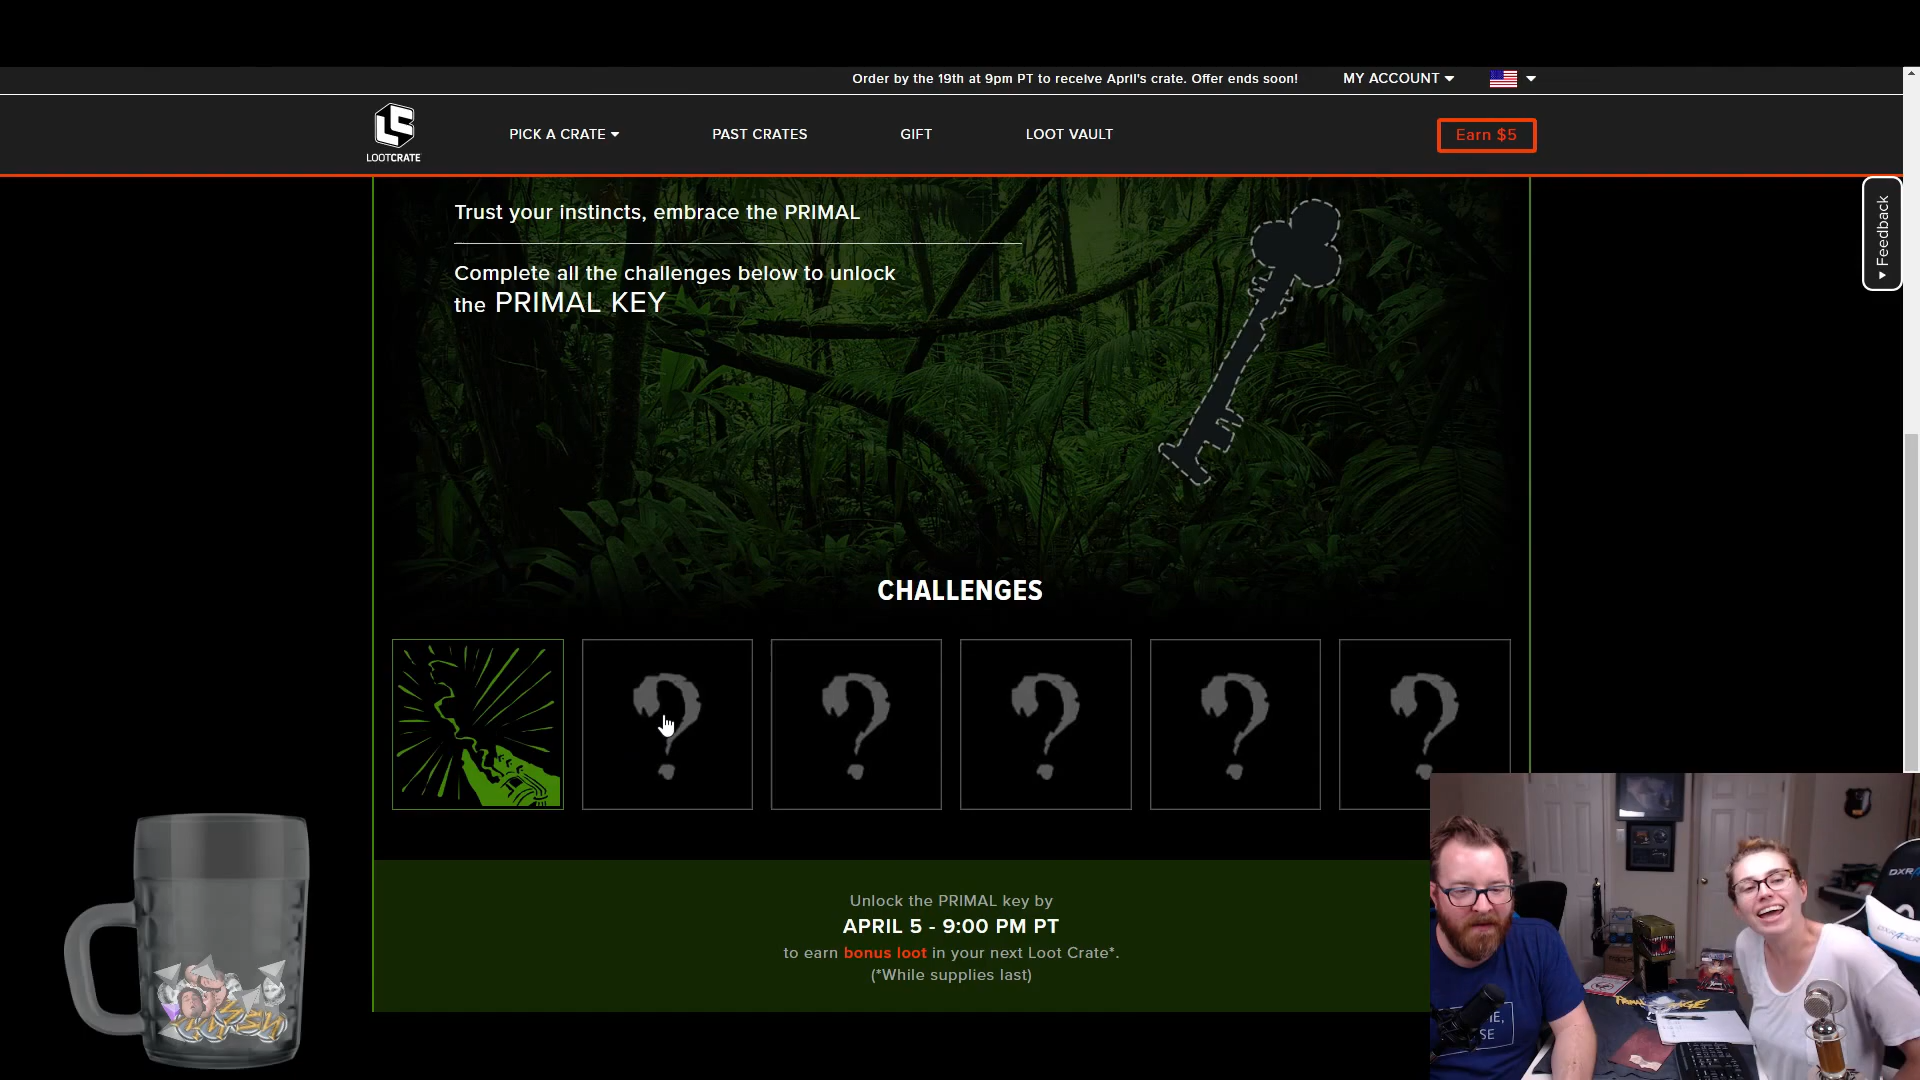 Order by the 19th at 9pm PT to receive April's crate. Offer ends soon!
MY ACCOUNT
LOOTCRATE
PICK A CRATE
PAST CRATES
GIFT
LOOT VAULT
Earn $5
Feedback
Trust your instincts, embrace the PRIMAL
Complete all the challenges below to unlock
the PRIMAL KEY
CHALLENGES
Unlock the PRIMAL key by
APRIL 5 - 9:00 PM PT
to earn bonus loot in your next Loot Crate*.
(*While supplies last)